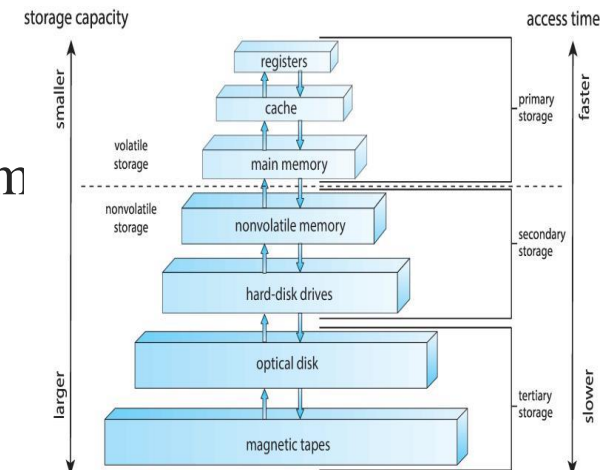 storage capacity
access time
smaller
faster
registers
cache
primary
storage
volatile
storage
main memory
m
nonvolatile
storage
nonvolatile memory
secondary
storage
hard-disk drives
optical disk
larger
slower
tertiary
storage
magnetic tapes